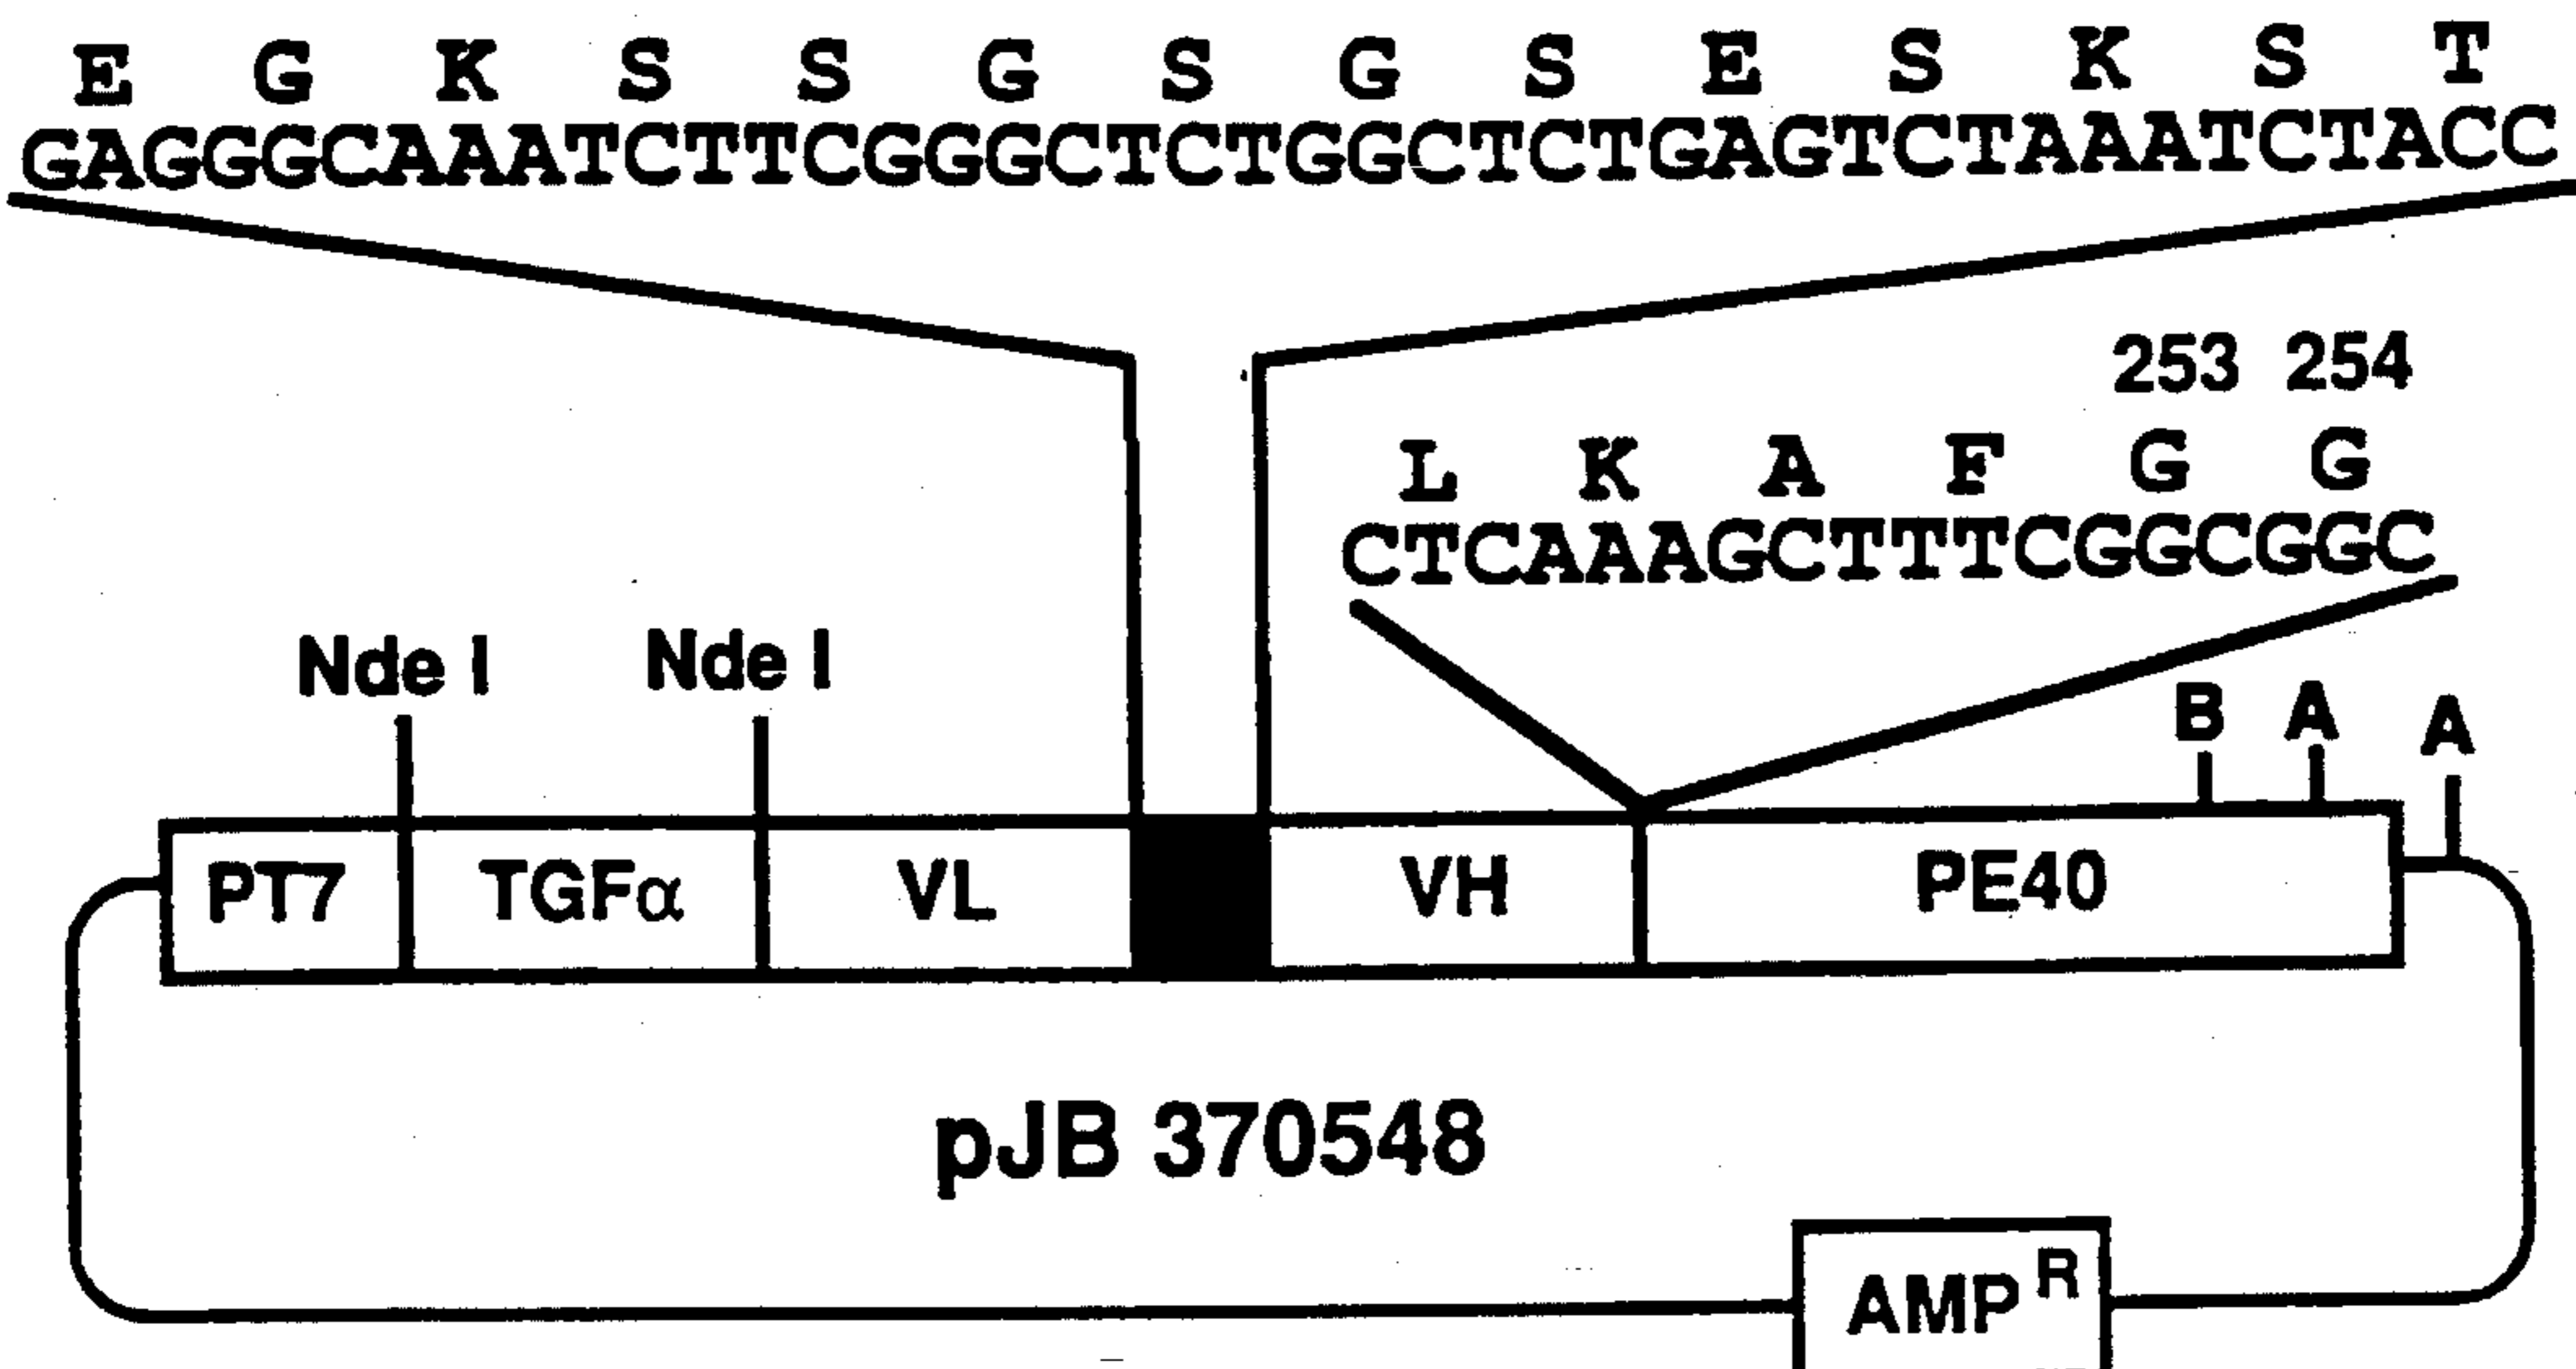 E G K S S G S G S E S K S T
GAGGGCAAATCTTCGGGCTCTGGCTCTGAGTCTAAATCTACC
253 254
L K A F G G
CTCAAAGCTTTCGGCGGC
Nde I Nde I B A A
PT7 TGFα VL VH PE40
pJB 370548
AMP R